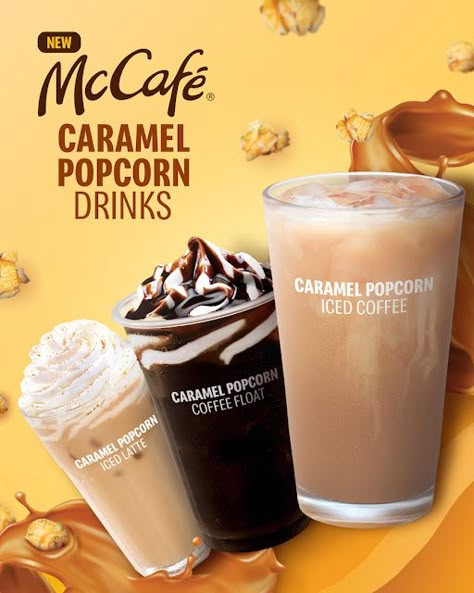 NEW
McCafé®
CARAMEL
POPCORN
DRINKS
CARAMEL POPCORN
ICED COFFEE
CARAMEL POPCORN
COFFEE FLOAT
CARAMEL POPCORN
ICED LATTE